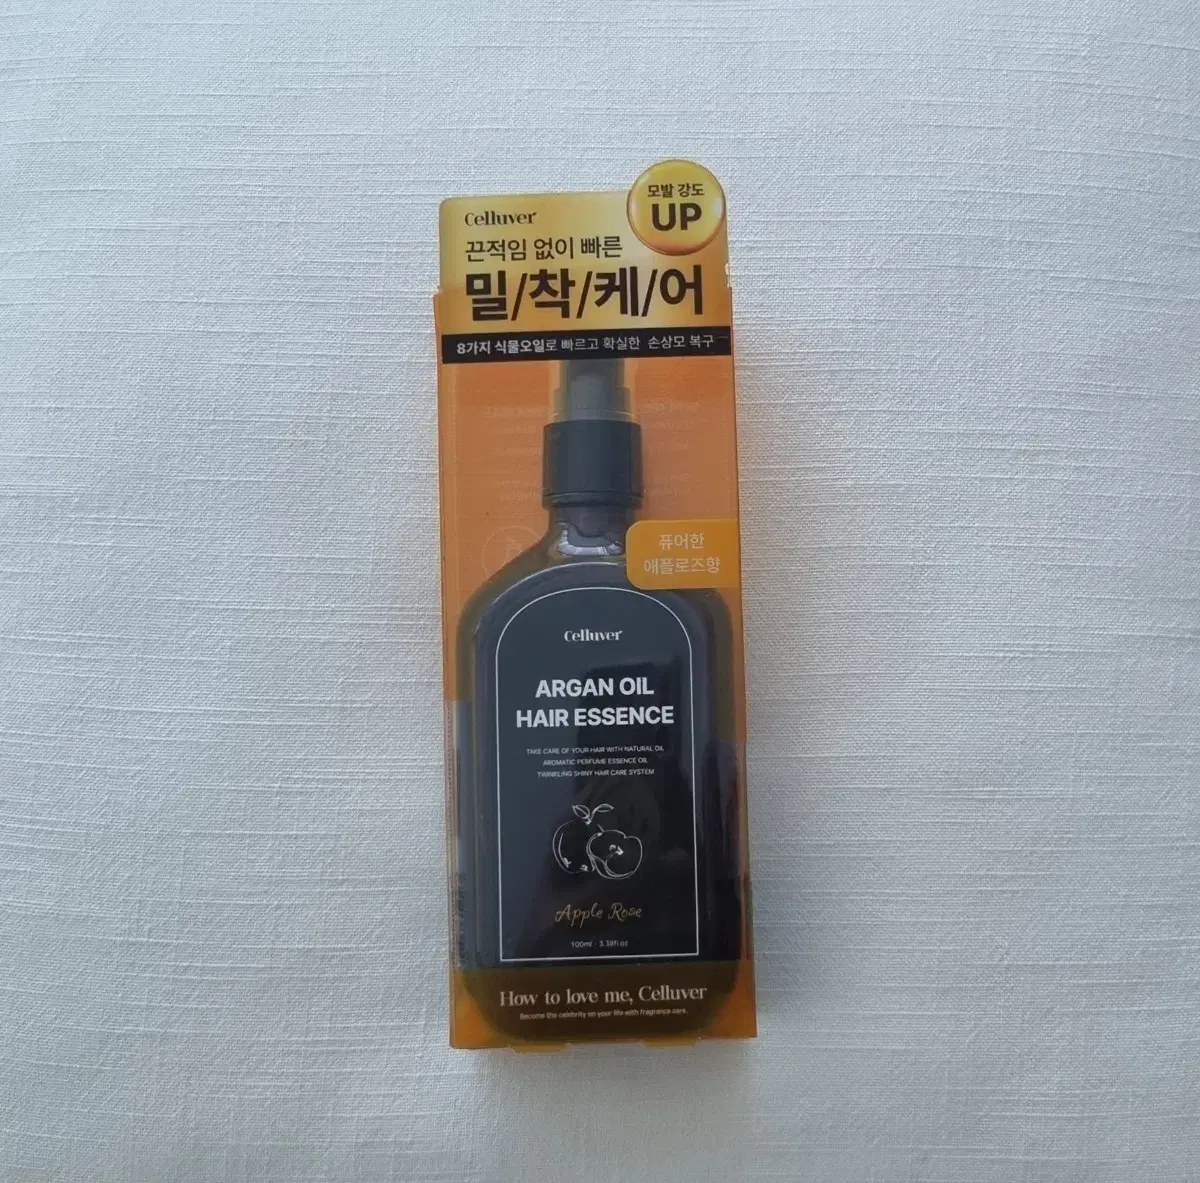 모발 강도
UP
Celluver
끈적임 없이 빠른
밀/착/케/어
8가지 식물오일로 빠르고 확실한 손상모 복구
퓨어한
애플로즈향
Celluver
ARGAN OIL
HAIR ESSENCE
TAKE CARE OF YOUR HAIR WITH NATURAL OIL
AROMATIC PERFUME ESSENCE OIL
TWINKLING SHINY HAIR CARE SYSTEM
Apple Rose
100ml · 3.38fl oz
How to love me, Celluver
Become the celebrity on your life with fragrance care.